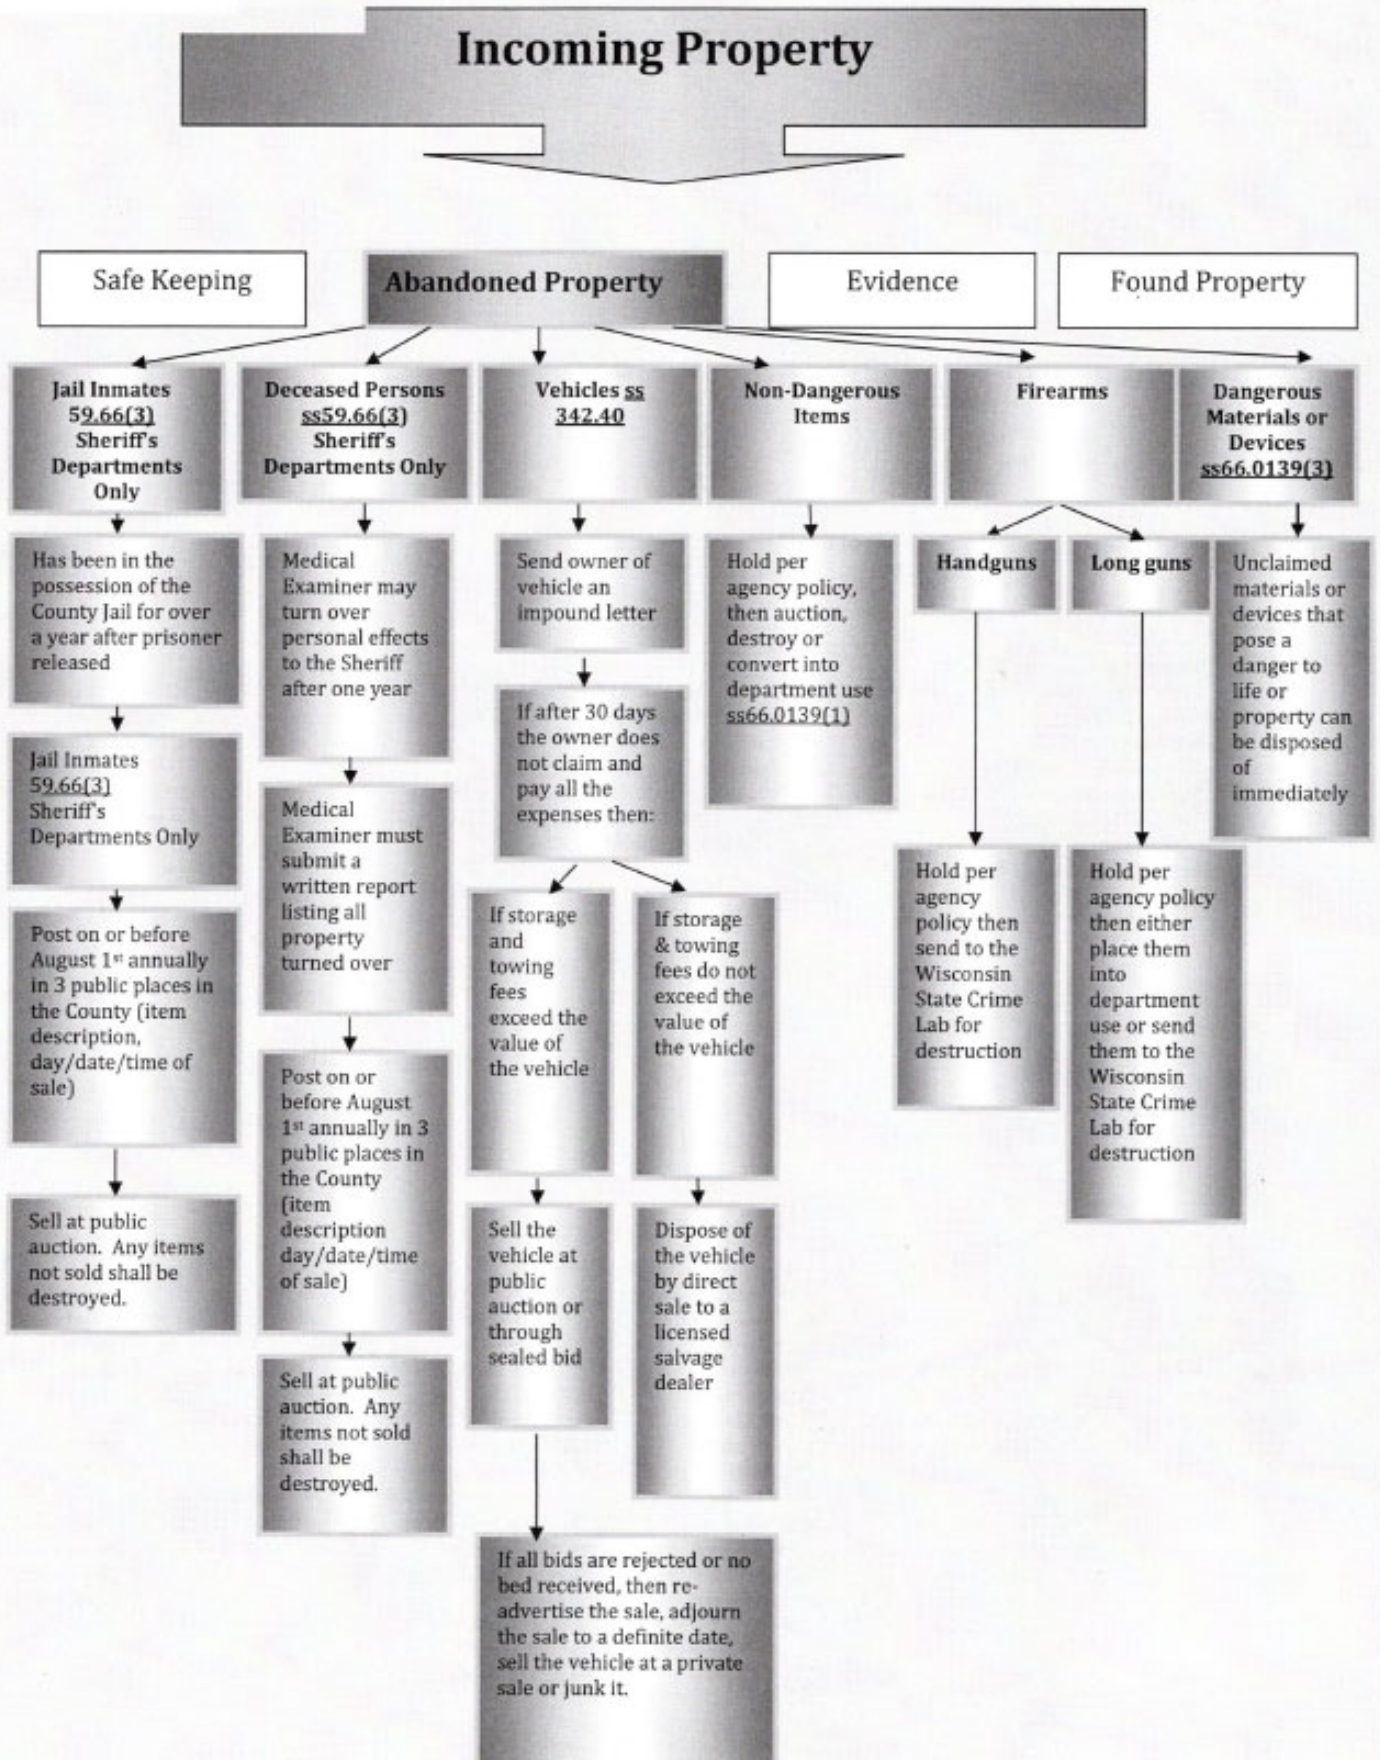 Incoming Property
Safe Keeping
Abandoned Property
Evidence
Found Property
Jail Inmates
59.66(3)
Sheriff's
Departments
Only
Deceased Persons
ss59.66(3)
Sheriff's
Departments Only
Vehicles ss
342.40
Non-Dangerous
Items
Firearms
Dangerous
Materials or
Devices
ss66.0139(3)
Has been in the
possession of the
County Jail for over
a year after prisoner
released
Medical
Examiner may
turn over
personal effects
to the Sheriff
after one year
Send owner of
vehicle an
impound letter
Hold per
agency policy,
then auction,
destroy or
convert into
department use
ss66.0139(1)
Handguns
Long guns
Unclaimed
materials or
devices that
pose a
danger to
life or
property can
be disposed
of
immediately
Jail Inmates
59.66(3)
Sheriff's
Departments Only
Medical
Examiner must
submit a
written report
listing all
property
turned over
If after 30 days
the owner does
not claim and
pay all the
expenses then:
Post on or before
August 1st annually
in 3 public places in
the County (item
description,
day/date/time of
sale)
Post on or
before August
1st annually in 3
public places in
the County
(item
description
day/date/time
of sale)
If storage
and
towing
fees
exceed the
value of
the vehicle
If storage
& towing
fees do not
exceed the
value of
the vehicle
Hold per
agency
policy then
send to the
Wisconsin
State Crime
Lab for
destruction
Hold per
agency policy
then either
place them
into
department
use or send
them to the
Wisconsin
State Crime
Lab for
destruction
Sell at public
auction. Any items
not sold shall be
destroyed.
Sell at public
auction. Any
items not sold
shall be
destroyed.
Sell the
vehicle at
public
auction or
through
sealed bid
Dispose of
the vehicle
by direct
sale to a
licensed
salvage
dealer
If all bids are rejected or no
bed received, then re-
advertise the sale, adjourn
the sale to a definite date,
sell the vehicle at a private
sale or junk it.